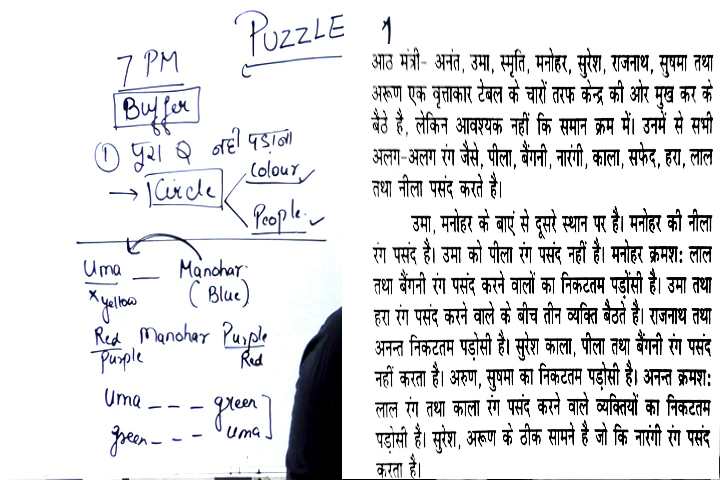 PUZZLE 1
7 PM
Buffer
① पुरा Q नही पड़ाना
→ Circle
Colour
People
Uma — Manohar
× yellow (Blue)
Red Manohar Purple
Purple Red
Uma - - - green
green - - - Uma
आठ मंत्री- अनंत, उमा, स्मृति, मनोहर, सुरेश, राजनाथ, सुषमा तथा
अरूण एक वृत्ताकार टेबल के चारों तरफ केन्द्र की ओर मुख कर के
बैठे है, लेकिन आवश्यक नहीं कि समान क्रम में। उनमें से सभी
अलग-अलग रंग जैसे, पीला, बैंगनी, नारंगी, काला, सफेद, हरा, लाल
तथा नीला पसंद करते है।
उमा, मनोहर के बाएं से दूसरे स्थान पर है। मनोहर की नीला
रंग पसंद है। उमा को पीला रंग पसंद नहीं है। मनोहर क्रमश: लाल
तथा बैंगनी रंग पसंद करने वालों का निकटतम पड़ोंसी है। उमा तथा
हरा रंग पसंद करने वाले के बीच तीन व्यक्ति बैठते है। राजनाथ तथा
अनन्त निकटतम पड़ोसी है। सुरेश काला, पीला तथा बैंगनी रंग पसंद
नहीं करता है। अरुण, सुषमा का निकटतम पड़ोसी है। अनन्त क्रमश:
लाल रंग तथा काला रंग पसंद करने वाले व्यक्तियों का निकटतम
पड़ोसी है। सुरेश, अरूण के ठीक सामने है जो कि नारंगी रंग पसंद
करता है।